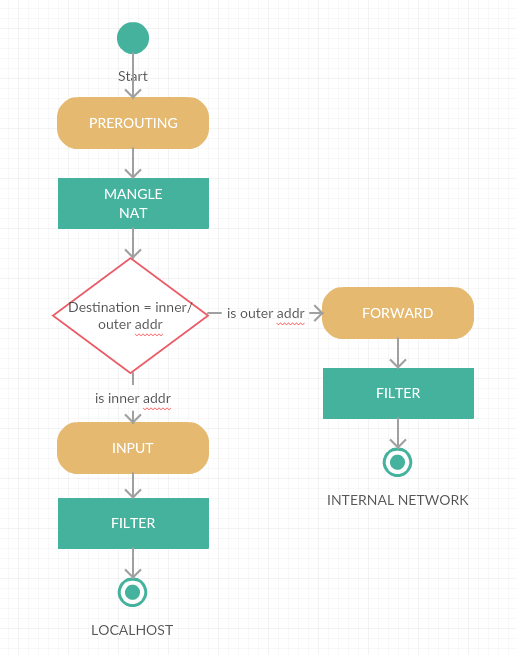 Start
PREROUTING
MANGLE
NAT
Destination = inner/
outer addr
is outer addr
FORWARD
FILTER
INTERNAL NETWORK
is inner addr
INPUT
FILTER
LOCALHOST